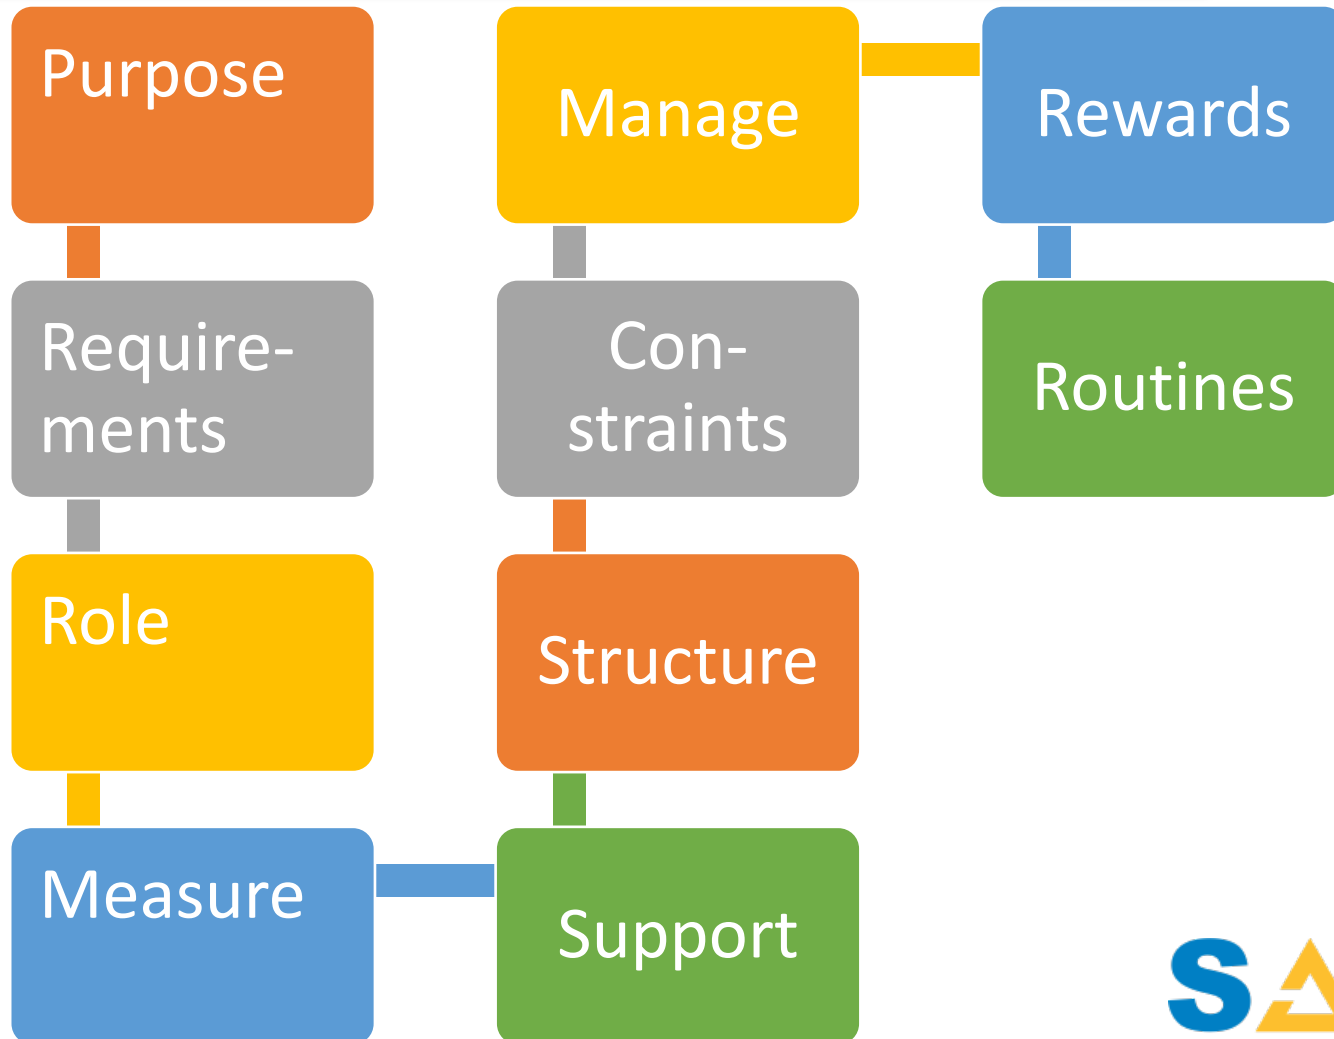 Purpose
Require-
ments
Role
Measure
Support
Structure
Con-
straints
Manage
Rewards
Routines